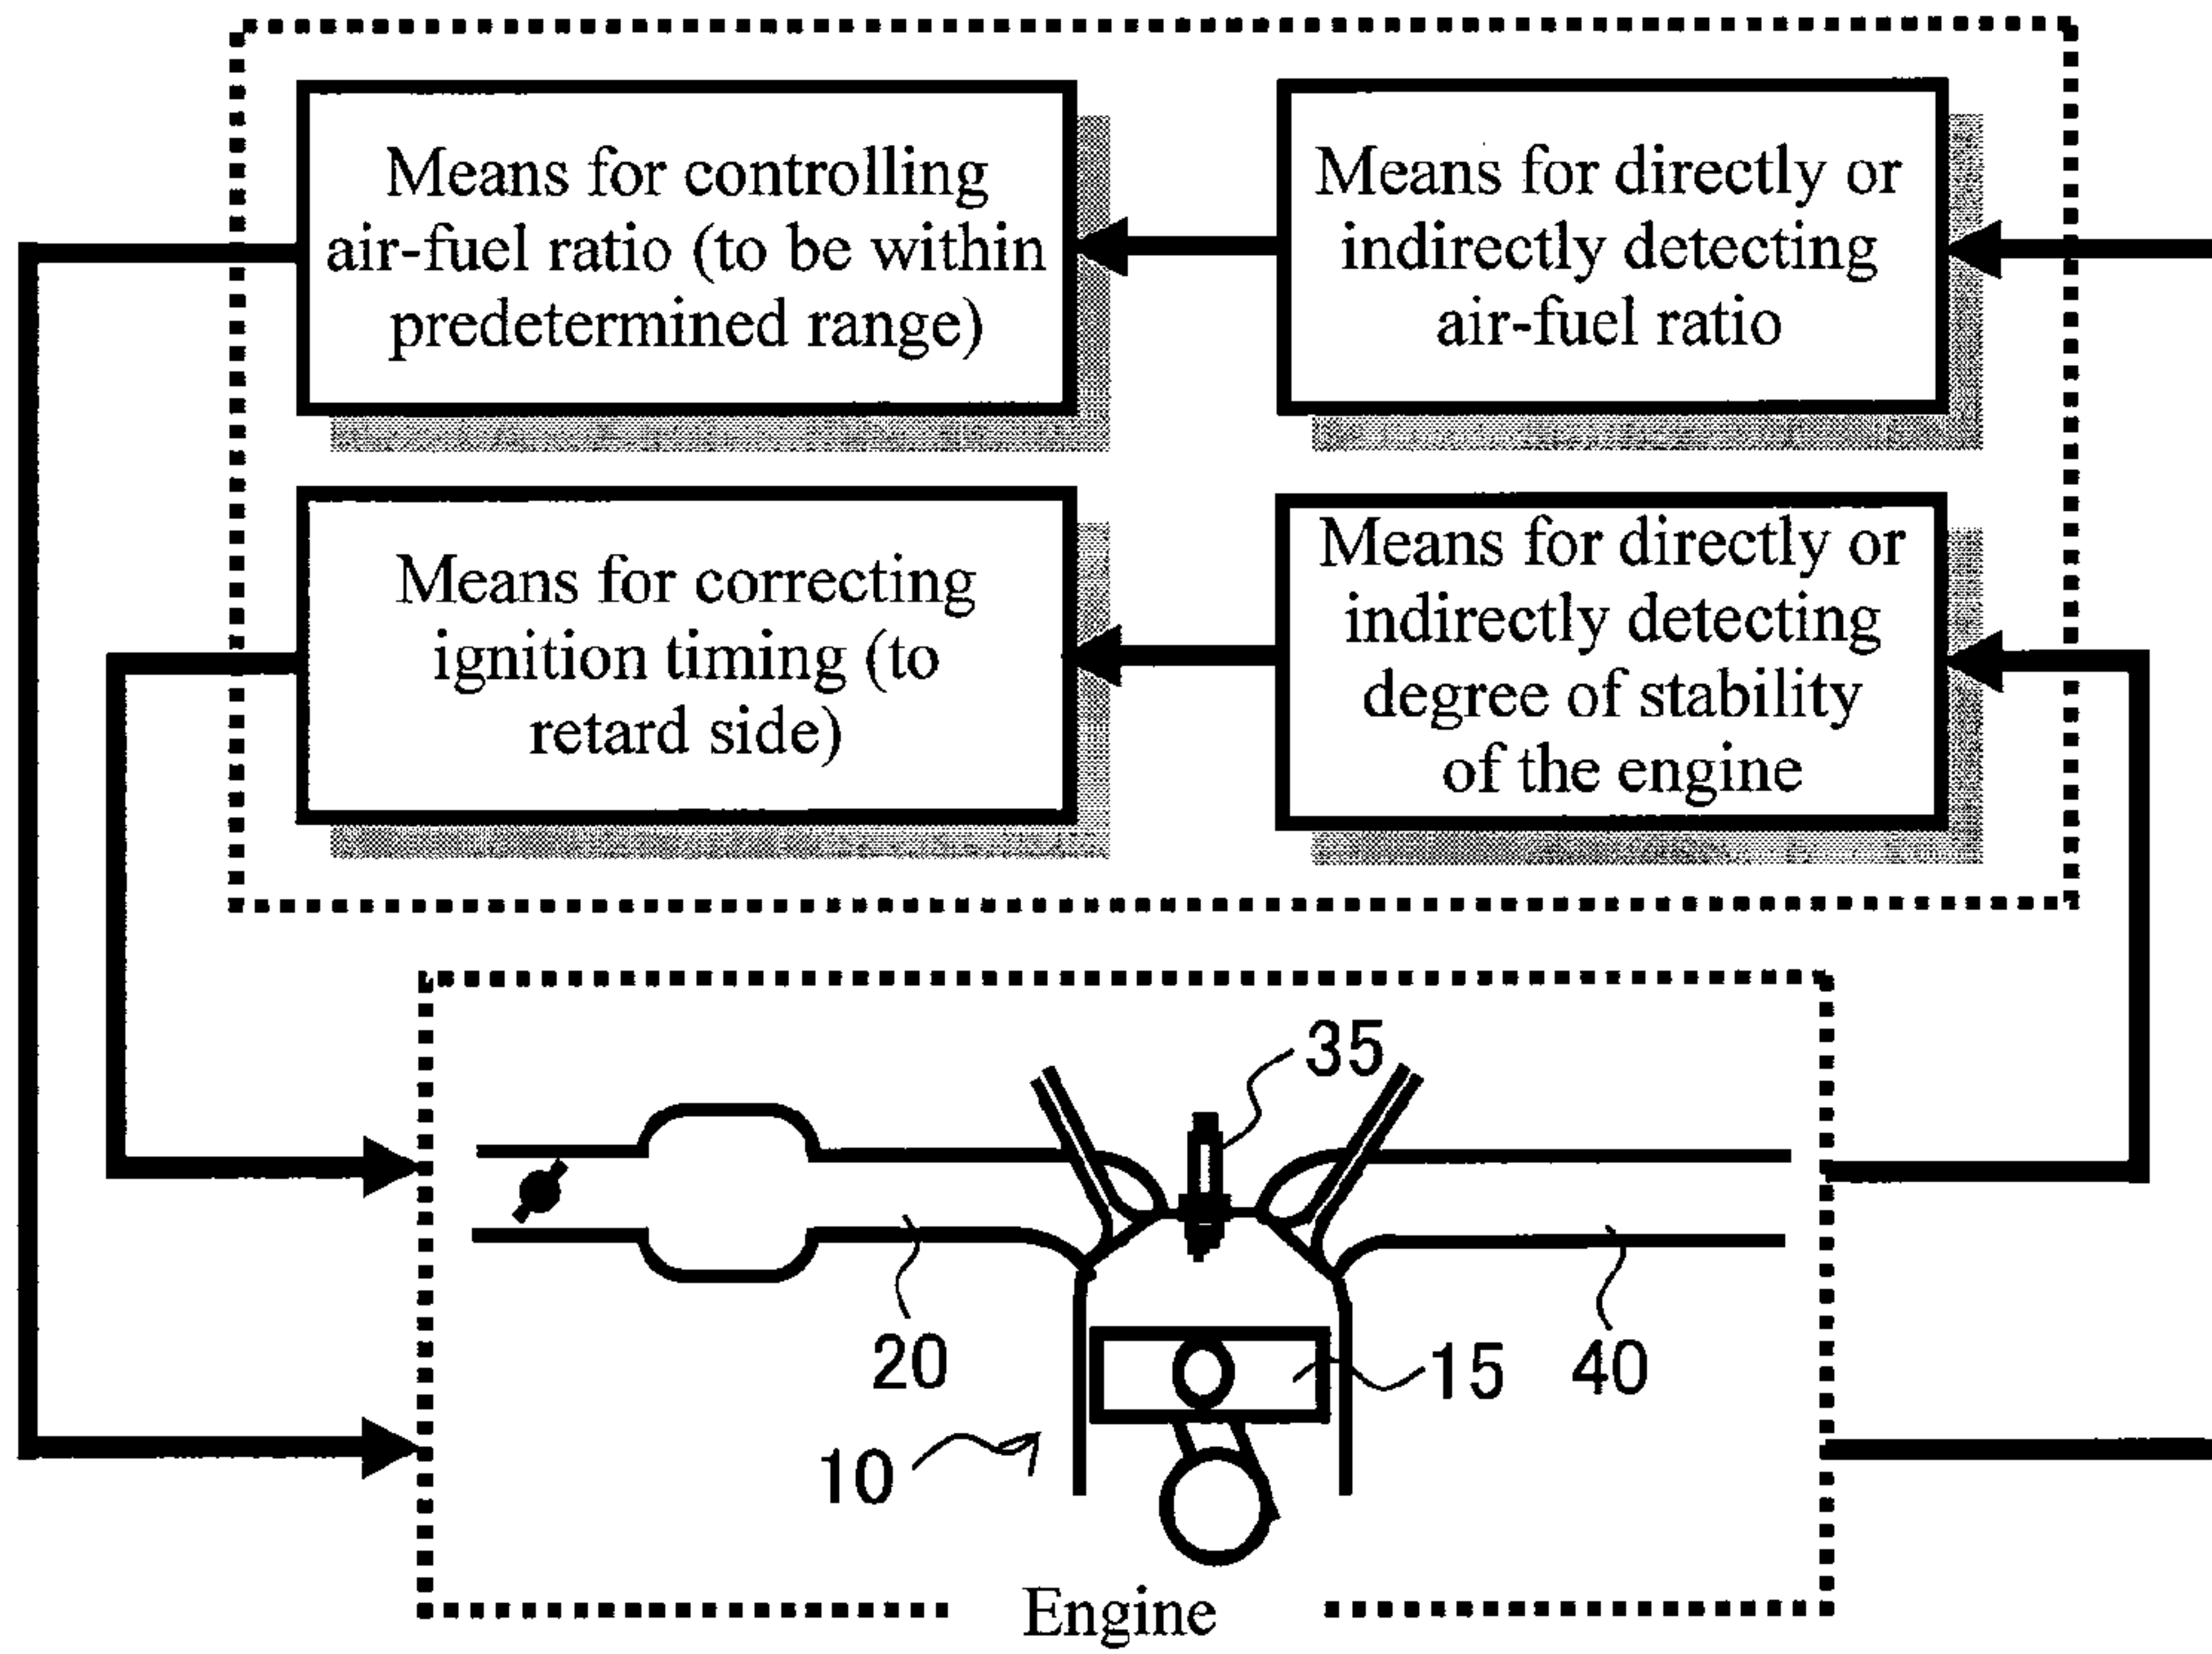 Means for controlling
air-fuel ratio (to be within
predetermined range)
Means for directly or
indirectly detecting
air-fuel ratio
Means for correcting
ignition timing (to
retard side)
Means for directly or
indirectly detecting
degree of stability
of the engine
35
20
15
40
10
Engine